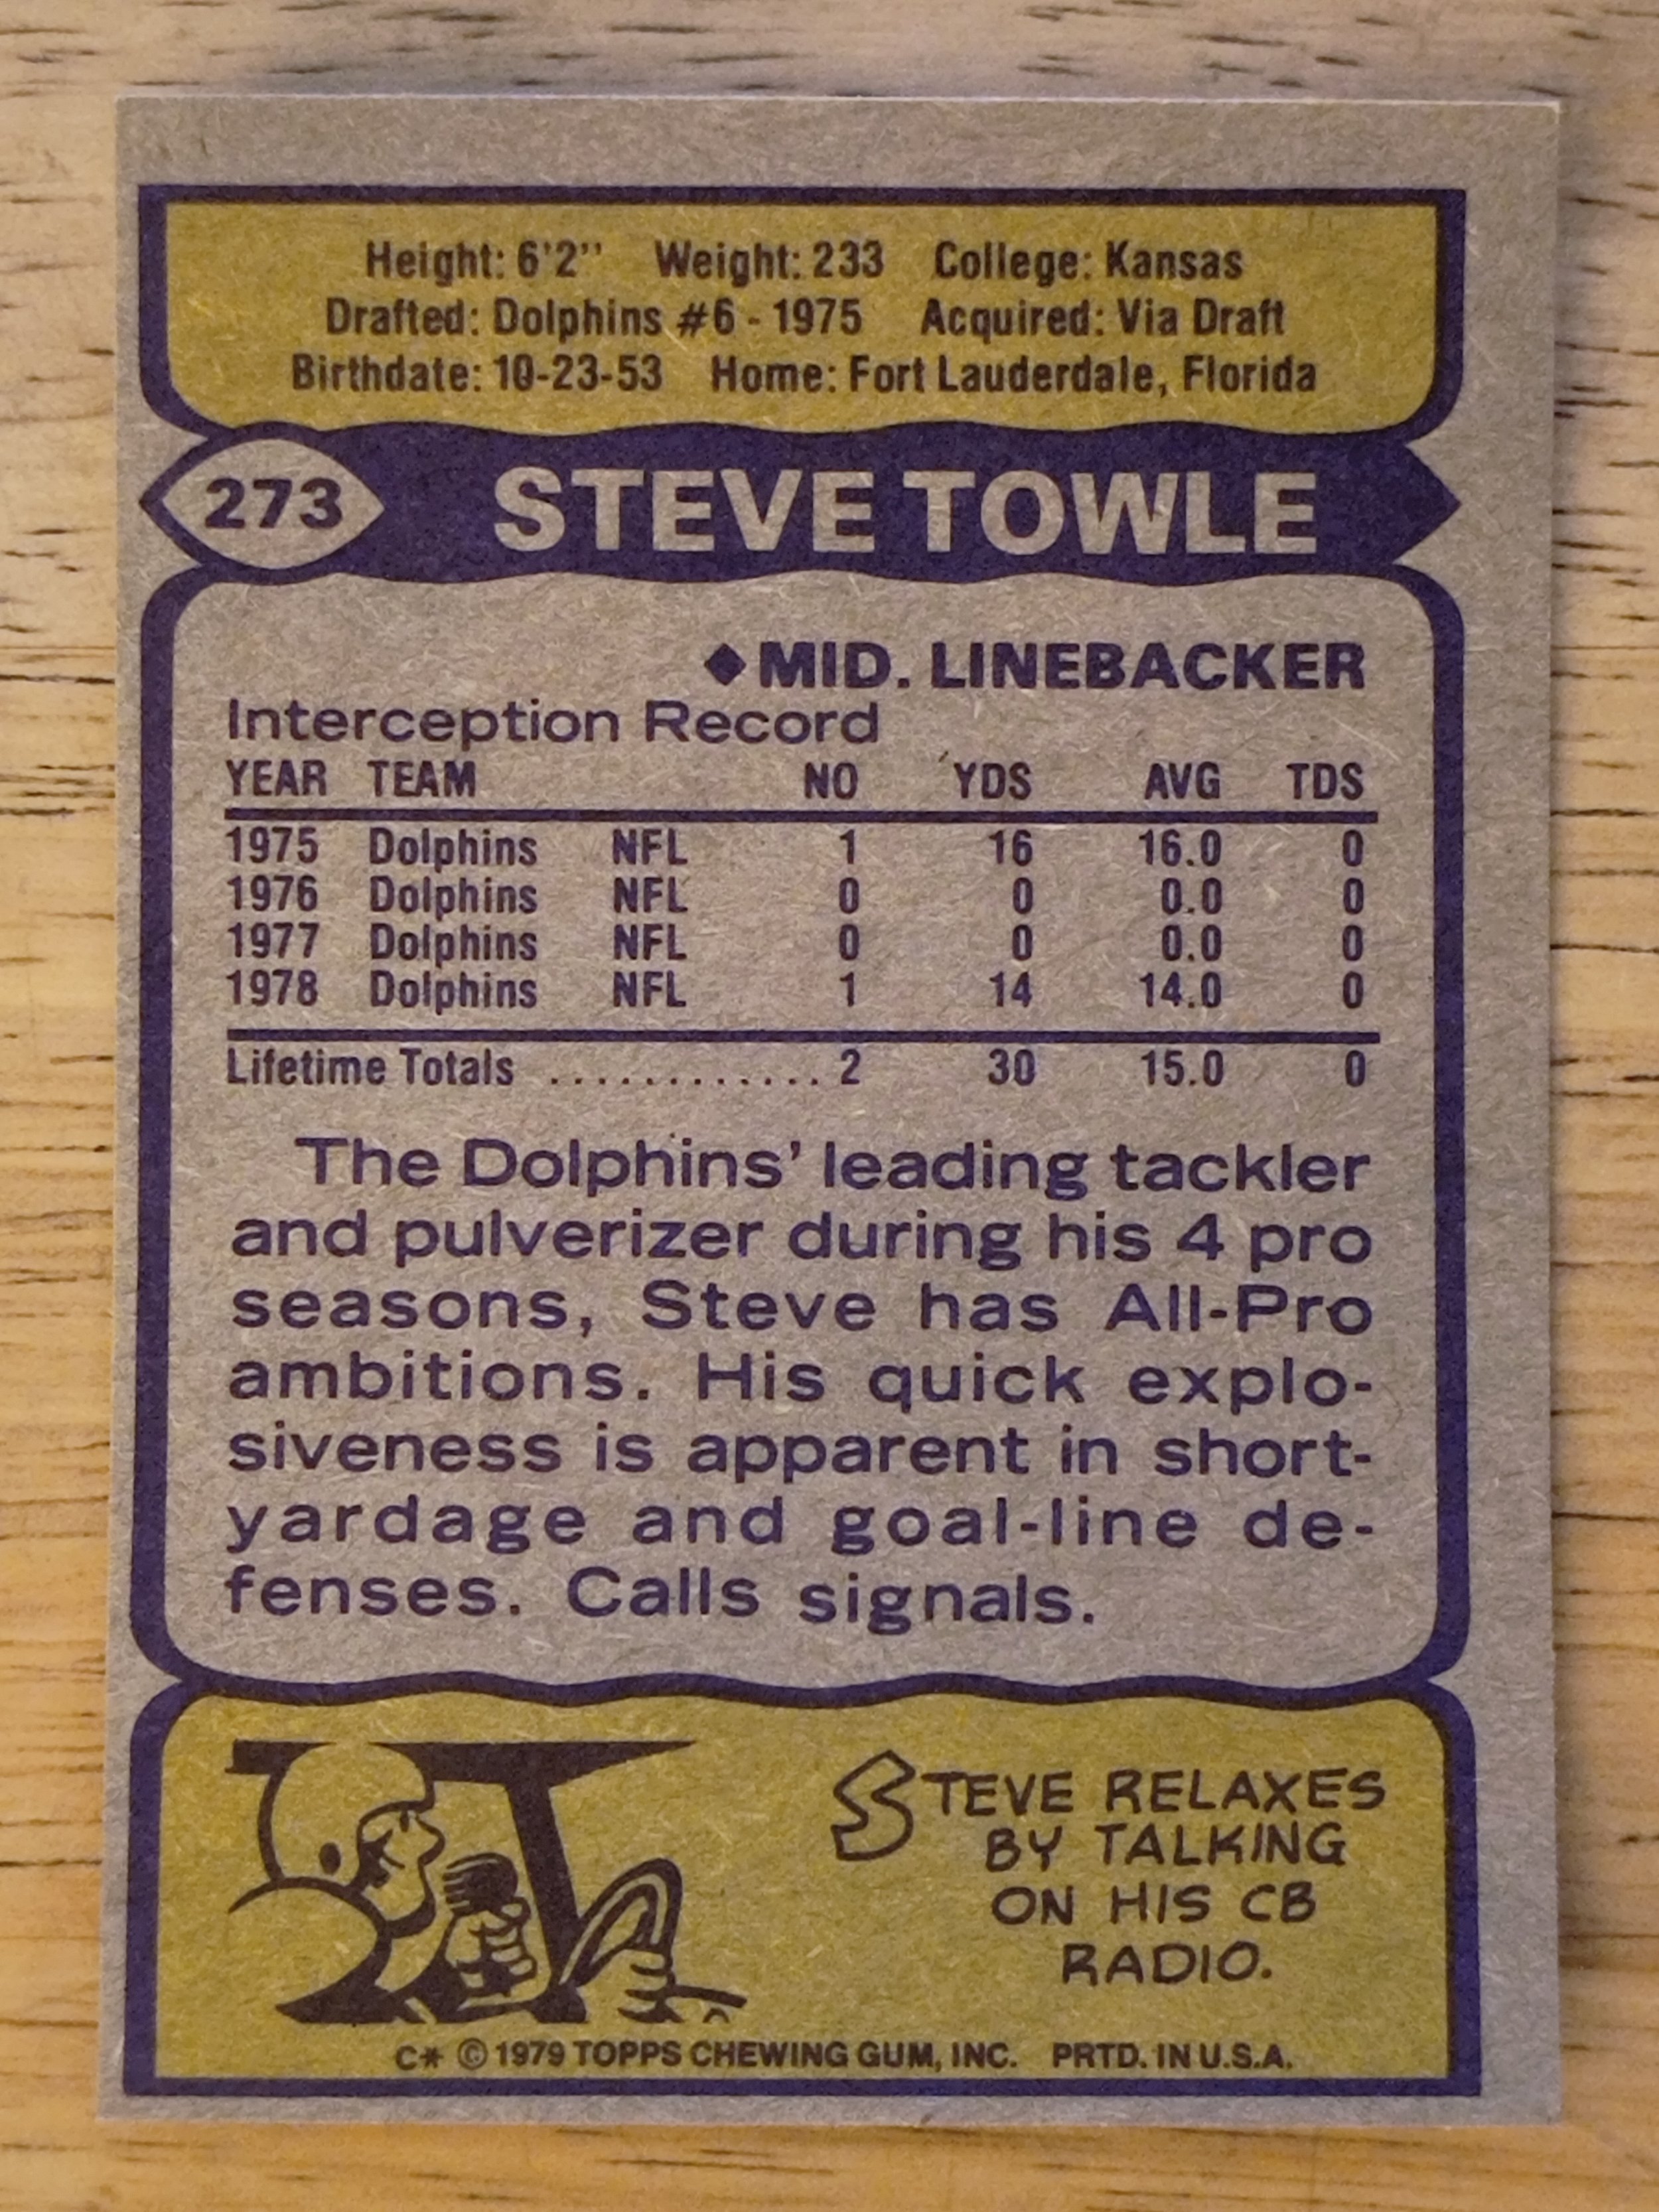 Height: 6'2'' Weight: 233 College: Kansas
Drafted: Dolphins #6 - 1975 Acquired: Via Draft
Birthdate: 10-23-53 Home: Fort Lauderdale, Florida
273 STEVE TOWLE
◆MID. LINEBACKER
Interception Record
YEAR TEAM NO YDS AVG TDS
1975 Dolphins NFL 1 16 16.0 0
1976 Dolphins NFL 0 0 0.0 0
1977 Dolphins NFL 0 0 0.0 0
1978 Dolphins NFL 1 14 14.0 0
Lifetime Totals ............. 2 30 15.0 0
The Dolphins' leading tackler
and pulverizer during his 4 pro
seasons, Steve has All-Pro
ambitions. His quick explo-
siveness is apparent in short-
yardage and goal-line de-
fenses. Calls signals.
STEVE RELAXES
BY TALKING
ON HIS CB
RADIO.
C* ©1979 TOPPS CHEWING GUM, INC. PRTD. IN U.S.A.